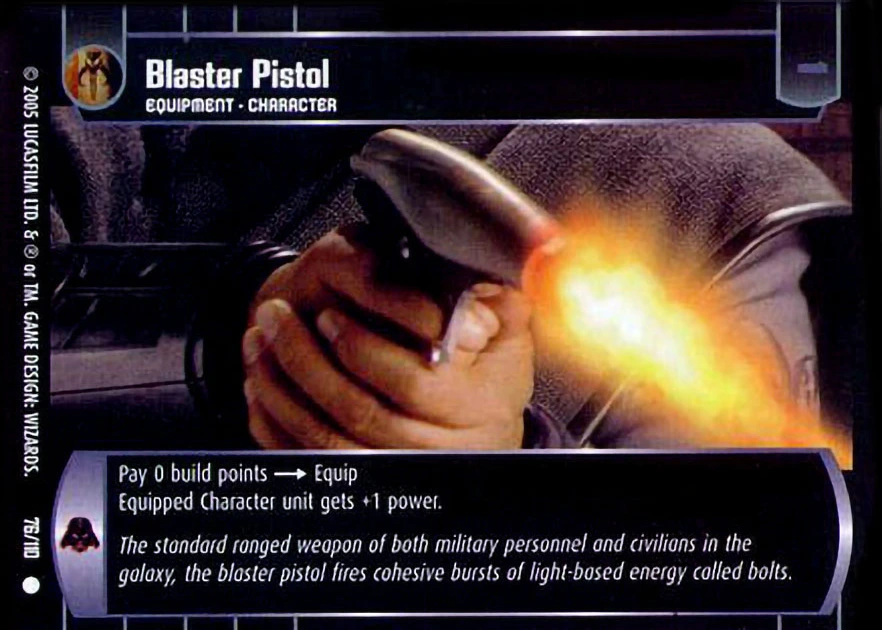 Blaster Pistol
EQUIPMENT • CHARACTER
Pay 0 build points → Equip
Equipped Character unit gets +1 power.
The standard ranged weapon of both military personnel and civilians in the
galaxy, the blaster pistol fires cohesive bursts of light-based energy called bolts.
© 2005 LUCASFILM LTD. & ® or TM. GAME DESIGN: WIZARDS. 76/110